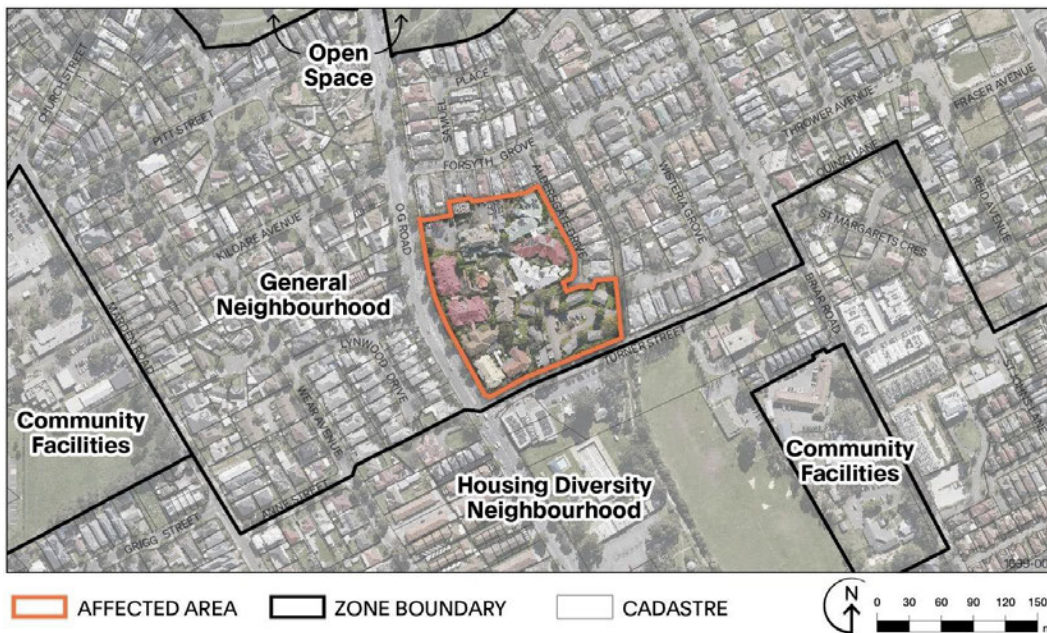 Open
Space
CHURCH STREET
PITT STREET
SAMUEL
PLACE
FORSYTH GROVE
THROWER AVENUE
FRASER AVENUE
QUINZI LANE
REID AVENUE
WISTERIA GROVE
ST MARGARETS CRES
KILDARE AVENUE
OG ROAD
General
Neighbourhood
MARDEN ROAD
LYNWOOD DRIVE
WEAR AVENUE
TURNER STREET
BRIAR ROAD
Community
Facilities
Community
Facilities
Housing Diversity
Neighbourhood
ANNE STREET
GRIGG STREET
AFFECTED AREA
ZONE BOUNDARY
CADASTRE
N
0 30 60 90 120 150
m